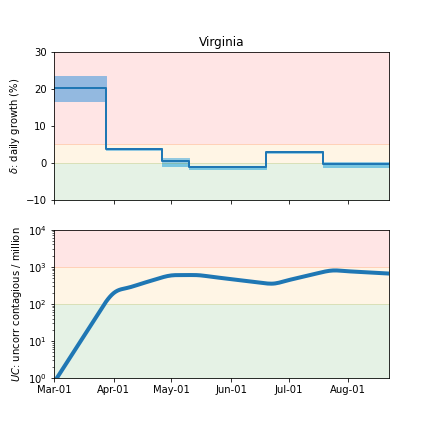 Virginia
30
20
10
0
−10
δ: daily growth (%)
10⁴
10³
10²
10¹
10⁰
UC: uncorr contagious / million
Mar-01 Apr-01 May-01 Jun-01 Jul-01 Aug-01